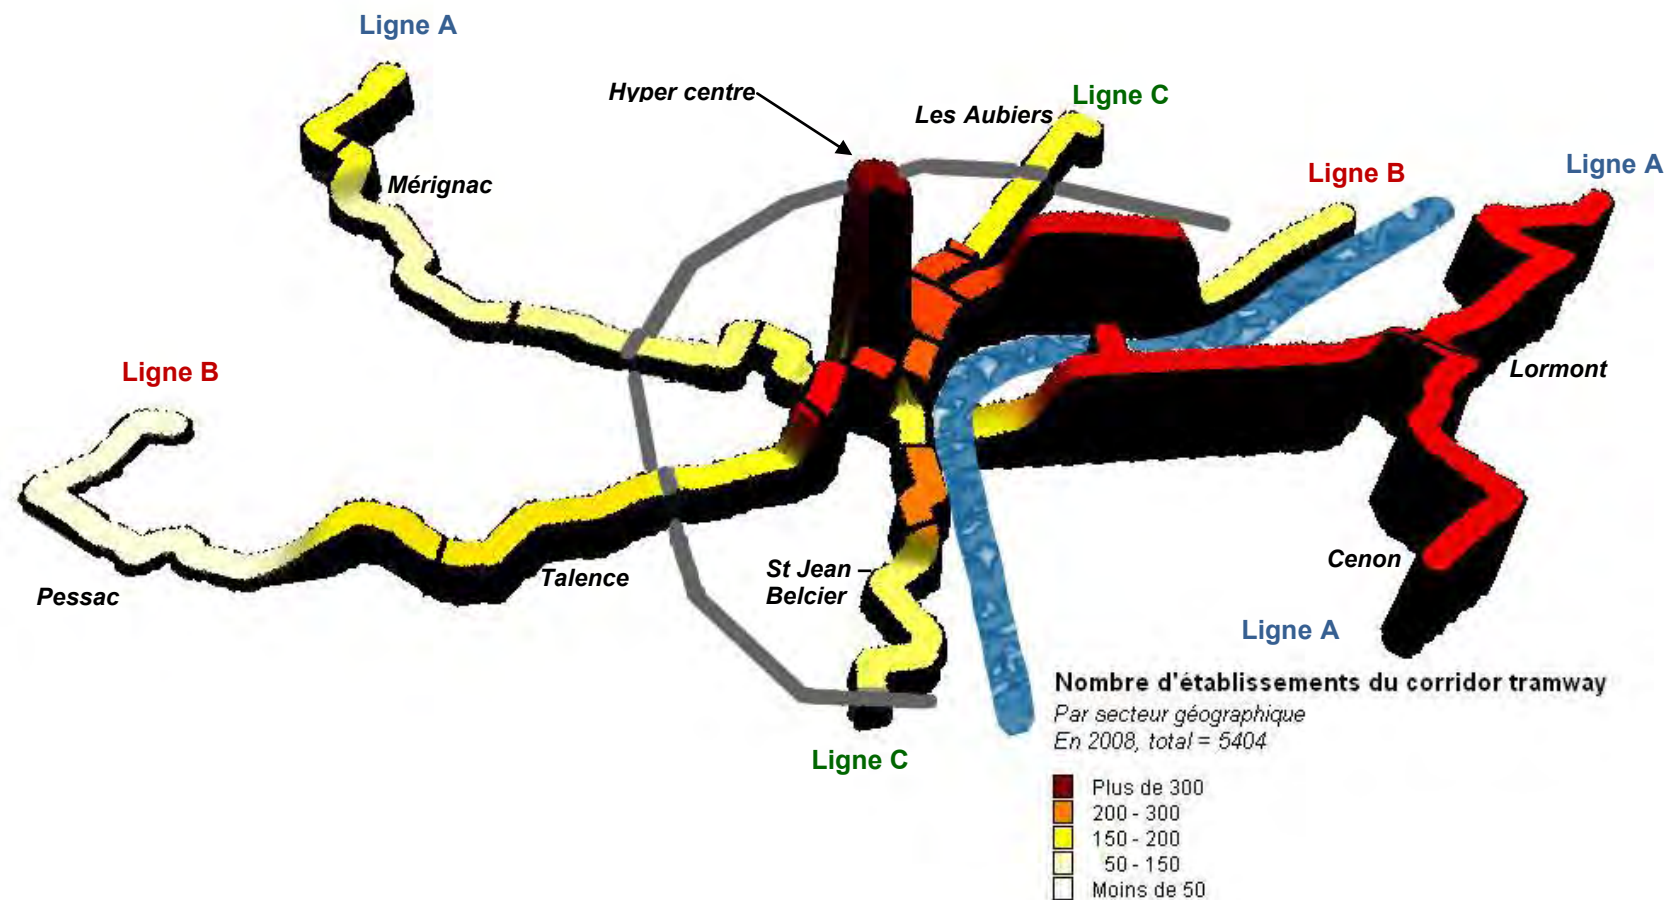 Ligne A
Hyper centre
Les Aubiers
Ligne C
Ligne A
Ligne B
Mérignac
Ligne B
Lormont
Talence
St Jean
Belcier
Cenon
Pessac
Ligne A
Ligne C
Nombre d'établissements du corridor tramway
Par secteur géographique
En 2008, total = 5404
Plus de 300
200 - 300
150 - 200
50 - 150
Moins de 50